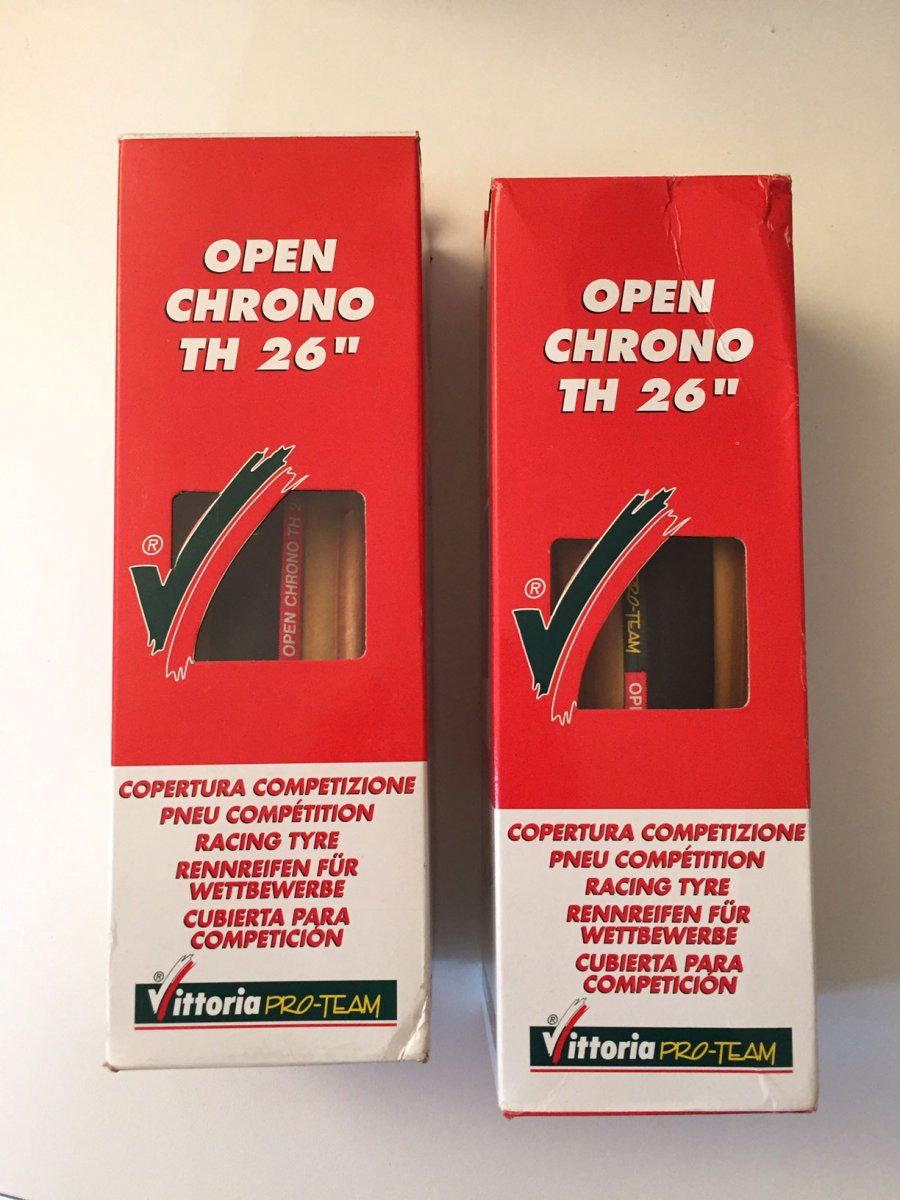 OPEN
CHRONO
TH 26"
®
OPEN CHRONO TH 2
COPERTURA COMPETIZIONE
PNEU COMPÉTITION
RACING TYRE
RENNREIFEN FÜR
WETTBEWERBE
CUBIERTA PARA
COMPETICIÓN
®
Vittoria PRO-TEAM
OPEN
CHRONO
TH 26"
®
PRO-TEAM
OPE
COPERTURA COMPETIZIONE
PNEU COMPÉTITION
RACING TYRE
RENNREIFEN FÜR
WETTBEWERBE
CUBIERTA PARA
COMPETICIÓN
®
Vittoria PRO-TEAM